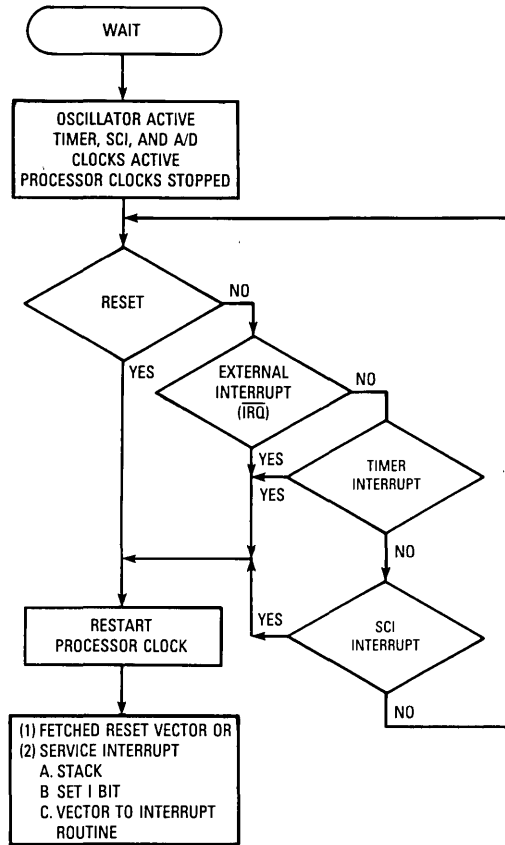 WAIT
OSCILLATOR ACTIVE
TIMER, SCI, AND A/D
CLOCKS ACTIVE
PROCESSOR CLOCKS STOPPED
RESET
NO
YES
EXTERNAL
INTERRUPT
(IRQ)
NO
YES
TIMER
INTERRUPT
YES
NO
SCI
INTERRUPT
YES
NO
RESTART
PROCESSOR CLOCK
(1) FETCHED RESET VECTOR OR
(2) SERVICE INTERRUPT
A. STACK
B SET I BIT
C. VECTOR TO INTERRUPT
ROUTINE